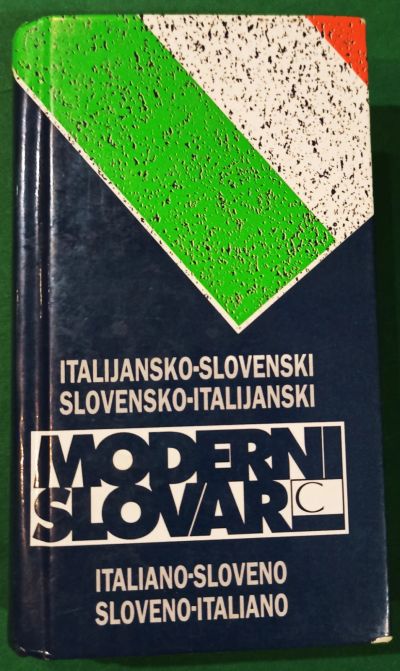 ITALIJANSKO-SLOVENSKI
SLOVENSKO-ITALIJANSKI
MODERNI
SLOVAR C
ITALIANO-SLOVENO
SLOVENO-ITALIANO